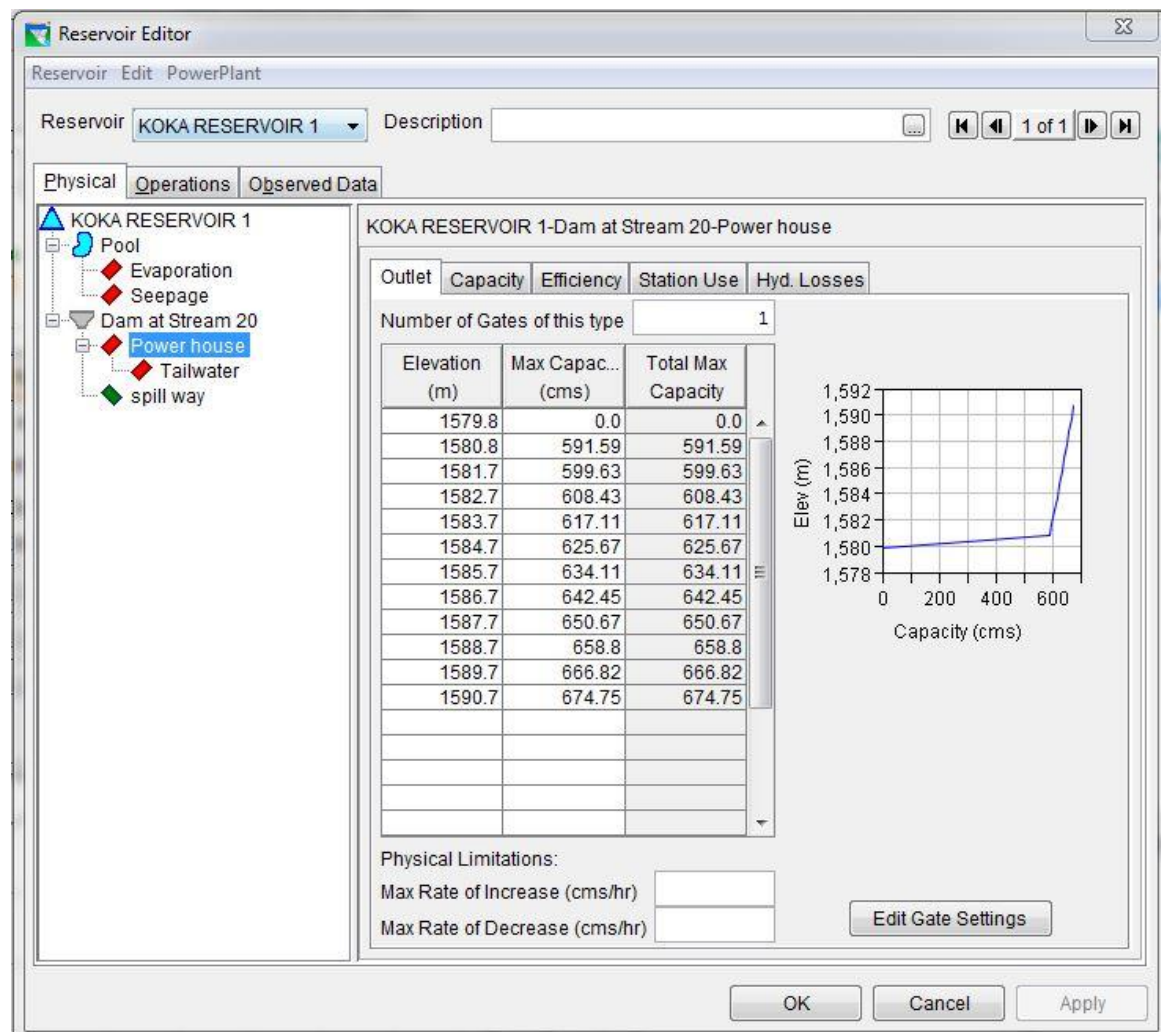 Reservoir Editor
Reservoir Edit PowerPlant
Reservoir KOKA RESERVOIR 1 Description ... 1 of 1
Physical Operations Observed Data
KOKA RESERVOIR 1
Pool
Evaporation
Seepage
Dam at Stream 20
Power house
Tailwater
spill way
KOKA RESERVOIR 1-Dam at Stream 20-Power house
Outlet Capacity Efficiency Station Use Hyd. Losses
Number of Gates of this type 1
Elevation Max Capac... Total Max
(m) (cms) Capacity
1579.8 0.0 0.0
1580.8 591.59 591.59
1581.7 599.63 599.63
1582.7 608.43 608.43
1583.7 617.11 617.11
1584.7 625.67 625.67
1585.7 634.11 634.11
1586.7 642.45 642.45
1587.7 650.67 650.67
1588.7 658.8 658.8
1589.7 666.82 666.82
1590.7 674.75 674.75
1,592
1,590
1,588
1,586
1,584
1,582
1,580
1,578
Elev (m)
0 200 400 600
Capacity (cms)
Physical Limitations:
Max Rate of Increase (cms/hr)
Max Rate of Decrease (cms/hr)
Edit Gate Settings
OK Cancel Apply